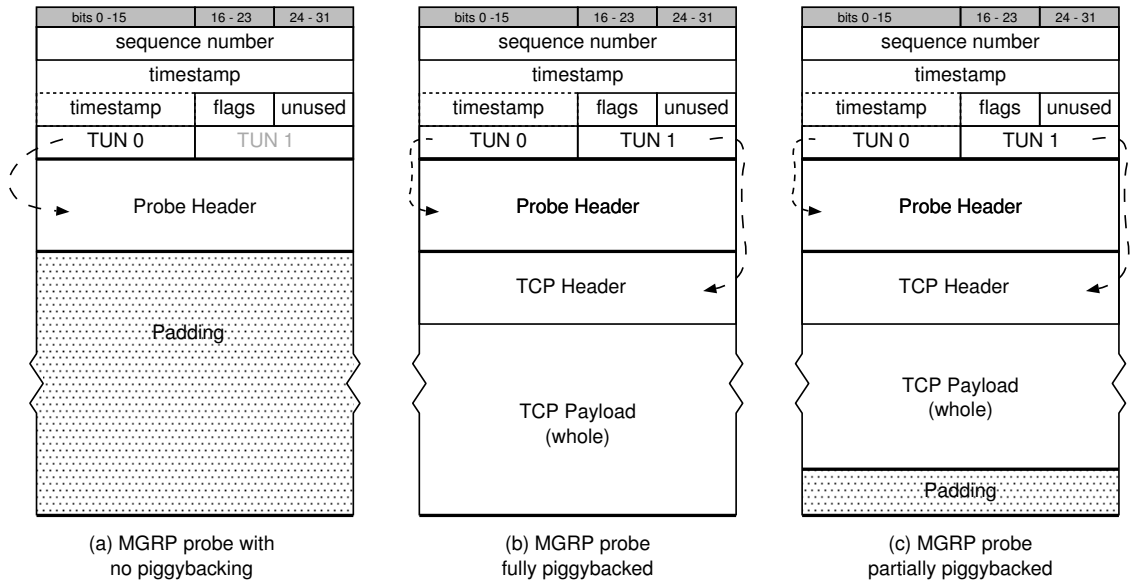 bits 0 -15 16 - 23 24 - 31
sequence number
timestamp
timestamp flags unused
TUN 0 TUN 1
Probe Header
Padding
(a) MGRP probe with
no piggybacking
bits 0 -15 16 - 23 24 - 31
sequence number
timestamp
timestamp flags unused
TUN 0 TUN 1
Probe Header
TCP Header
TCP Payload
(whole)
(b) MGRP probe
fully piggybacked
bits 0 -15 16 - 23 24 - 31
sequence number
timestamp
timestamp flags unused
TUN 0 TUN 1
Probe Header
TCP Header
TCP Payload
(whole)
Padding
(c) MGRP probe
partially piggybacked